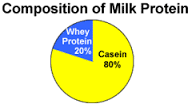 Composition of Milk Protein
Whey
Protein
20%
Casein
80%